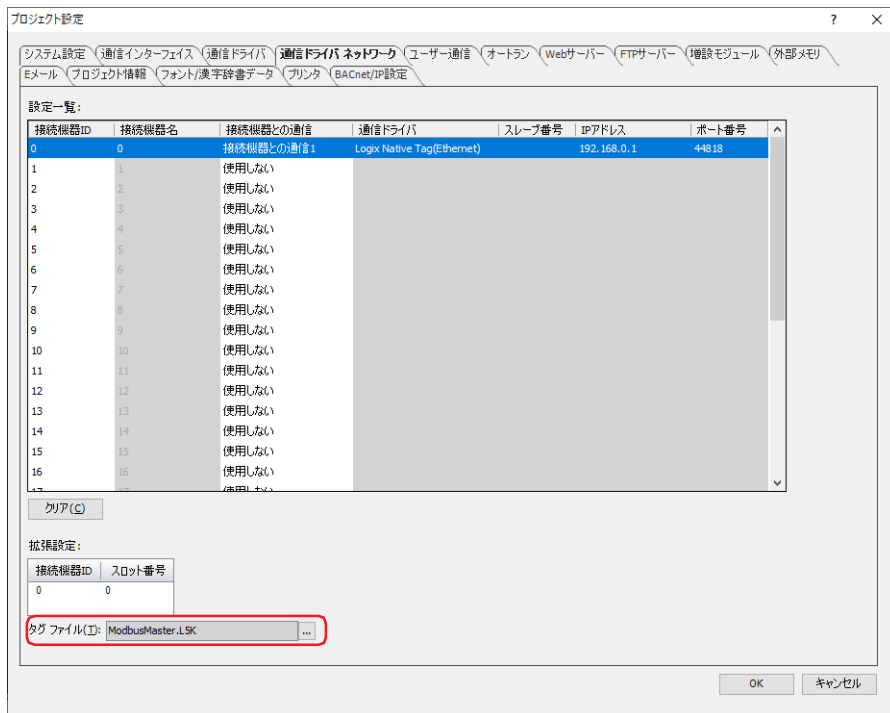 プロジェクト設定 ? ×
システム設定 通信インターフェイス 通信ドライバ 通信ドライバ ネットワーク ユーザー通信 オートラン Webサーバー FTPサーバー 増設モジュール 外部メモリ
Eメール プロジェクト情報 フォント/漢字辞書データ プリンタ BACnet/IP設定
設定一覧:
接続機器ID 接続機器名 接続機器との通信 通信ドライバ スレーブ番号 IPアドレス ポート番号
0 0 接続機器との通信1 Logix Native Tag(Ethernet) 192.168.0.1 44818
1 1 使用しない
2 2 使用しない
3 3 使用しない
4 4 使用しない
5 5 使用しない
6 6 使用しない
7 7 使用しない
8 8 使用しない
9 9 使用しない
10 10 使用しない
11 11 使用しない
12 12 使用しない
13 13 使用しない
14 14 使用しない
15 15 使用しない
16 16 使用しない
クリア(C)
拡張設定:
接続機器ID スロット番号
0 0
タグ ファイル(T): ModbusMaster.L5K ...
OK キャンセル